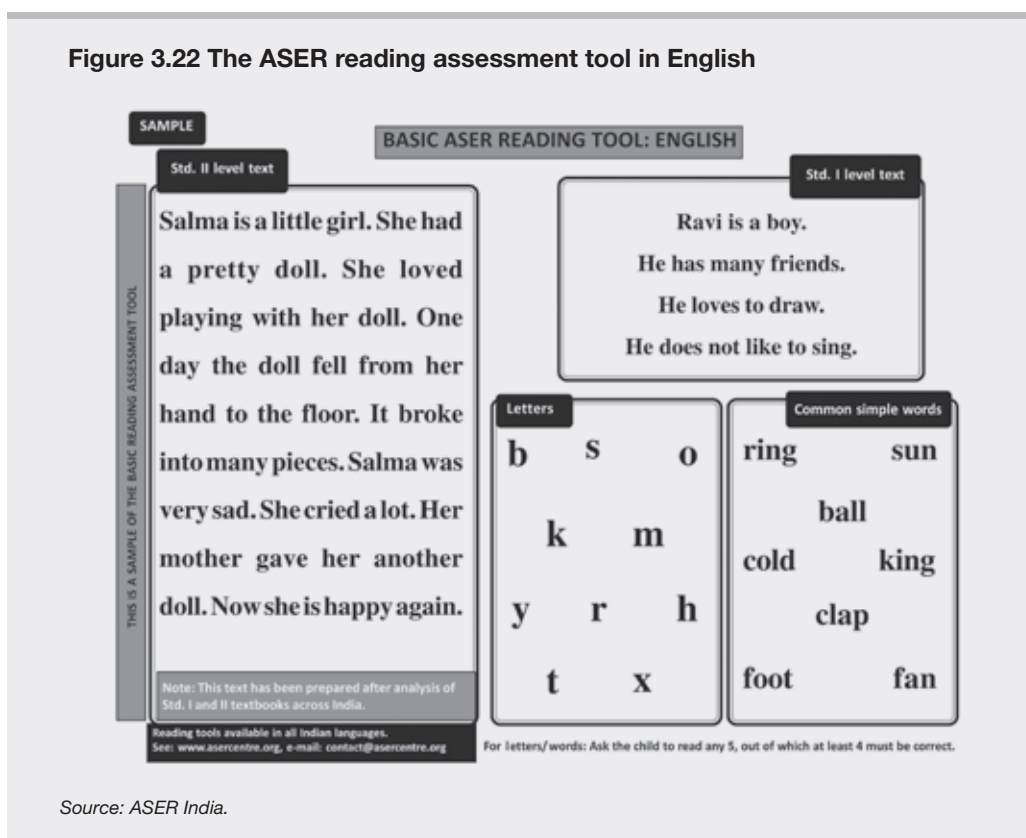 Figure 3.22 The ASER reading assessment tool in English
SAMPLE
BASIC ASER READING TOOL: ENGLISH
Std. II level text
THIS IS A SAMPLE OF THE BASIC READING ASSESSMENT TOOL
Salma is a little girl. She had
a pretty doll. She loved
playing with her doll. One
day the doll fell from her
hand to the floor. It broke
into many pieces. Salma was
very sad. She cried a lot. Her
mother gave her another
doll. Now she is happy again.
Note: This text has been prepared after analysis of
Std. I and II textbooks across India.
Reading tools available in all Indian languages.
See: www.asercentre.org, e-mail: contact@asercentre.org
Std. I level text
Ravi is a boy.
He has many friends.
He loves to draw.
He does not like to sing.
Letters
b s o
k m
y r h
t x
Common simple words
ring sun
ball
cold king
clap
foot fan
For letters/words: Ask the child to read any 5, out of which at least 4 must be correct.
Source: ASER India.